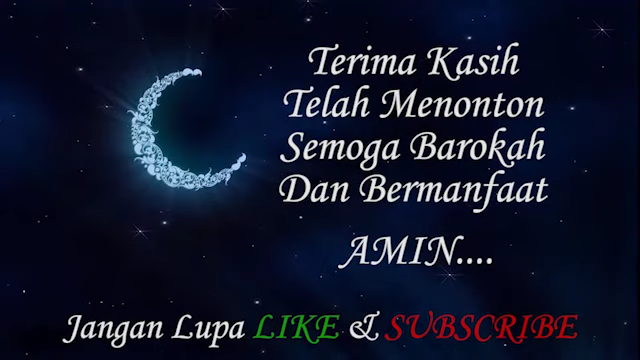 Terima Kasih
Telah Menonton
Semoga Barokah
Dan Bermanfaat
AMIN....
Jangan Lupa LIKE & SUBSCRIBE